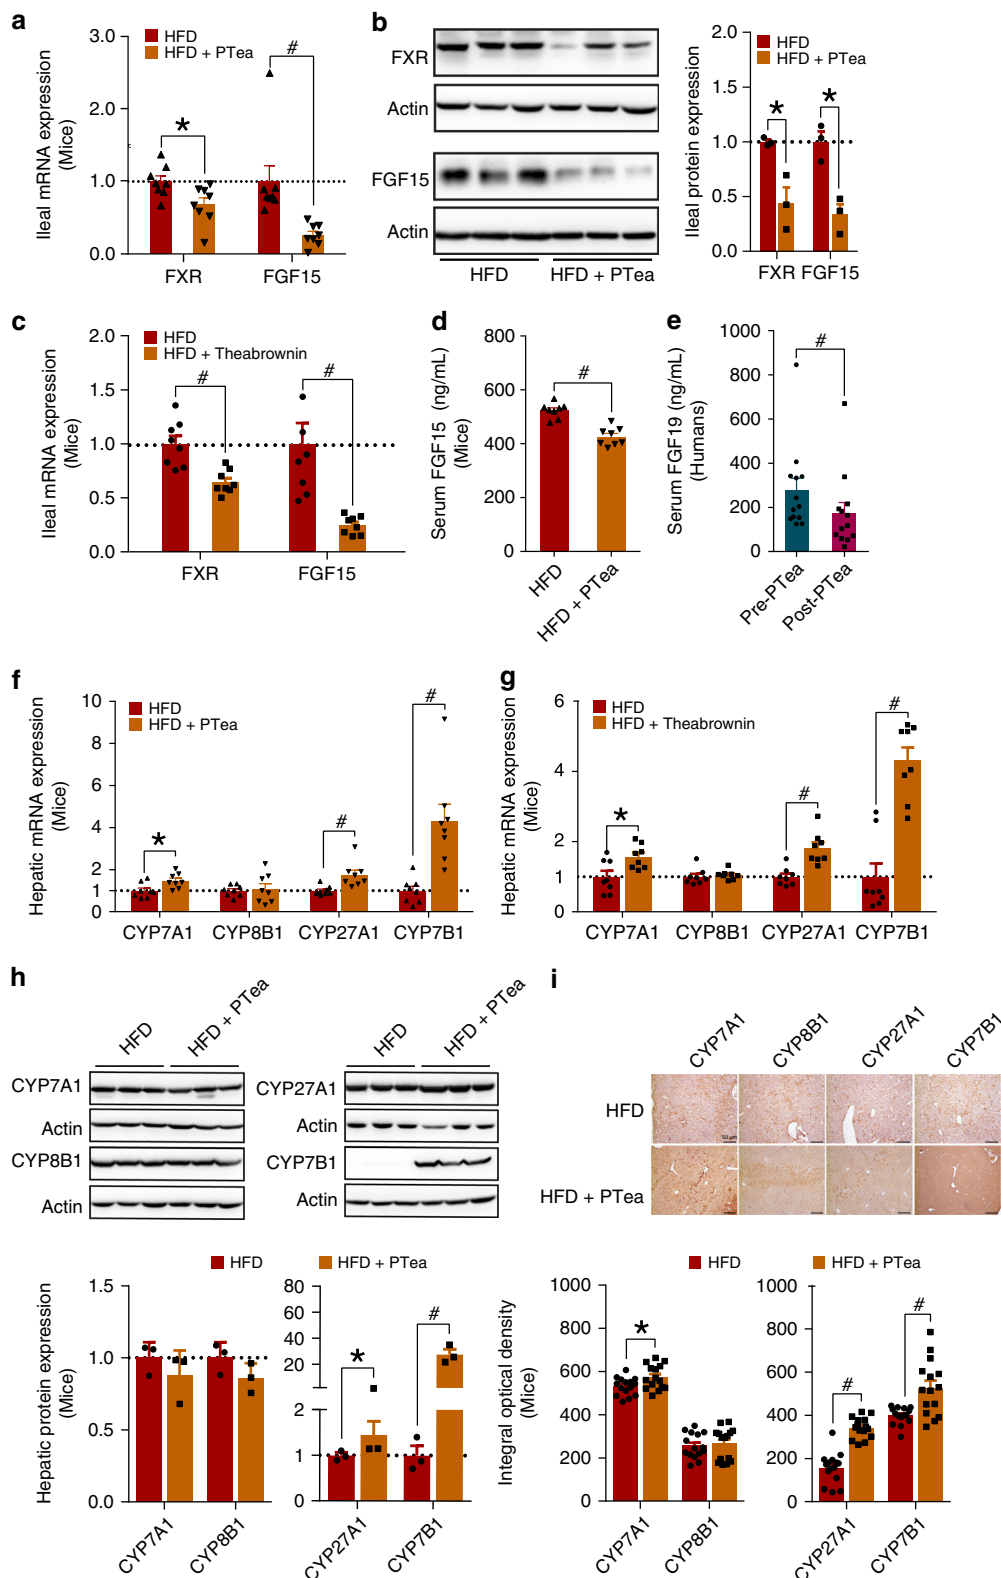 a
HFD
HFD + PTea
Ileal mRNA expression
(Mice)
3.0
2.0
1.0
0.0
*
#
FXR
FGF15
b
FXR
Actin
FGF15
Actin
HFD
HFD + PTea
HFD
HFD + PTea
Ileal protein expression
2.0
1.5
1.0
0.5
0.0
*
*
FXR
FGF15
c
HFD
HFD + Theabrownin
Ileal mRNA expression
(Mice)
2.0
1.5
1.0
0.5
0.0
#
#
FXR
FGF15
d
Serum FGF15 (ng/mL)
(Mice)
800
600
400
200
0
#
HFD
HFD + PTea
e
Serum FGF19 (ng/mL)
(Humans)
1000
800
600
400
200
0
#
Pre-PTea
Post-PTea
f
HFD
HFD + PTea
Hepatic mRNA expression
(Mice)
10
8
6
4
2
1
0
*
#
#
CYP7A1
CYP8B1
CYP27A1
CYP7B1
g
HFD
HFD + Theabrownin
Hepatic mRNA expression
(Mice)
6
4
2
1
0
*
#
#
CYP7A1
CYP8B1
CYP27A1
CYP7B1
h
HFD
HFD + PTea
HFD
HFD + PTea
CYP7A1
Actin
CYP8B1
Actin
CYP27A1
Actin
CYP7B1
Actin
HFD
HFD + PTea
Hepatic protein expression
(Mice)
1.5
1.0
0.5
0.0
CYP7A1
CYP8B1
80
60
40
20
2
1
0
*
#
CYP27A1
CYP7B1
i
CYP7A1
CYP8B1
CYP27A1
CYP7B1
HFD
50 µm
HFD + PTea
HFD
HFD + PTea
Integral optical density
(Mice)
1000
800
600
400
200
0
*
CYP7A1
CYP8B1
1000
800
600
400
200
0
#
#
CYP27A1
CYP7B1